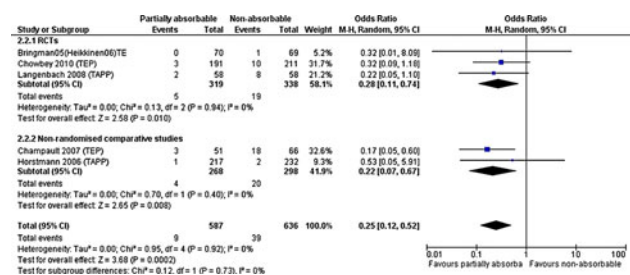 Partially absorbable Non-absorbable Odds Ratio Odds Ratio
Study or Subgroup Events Total Events Total Weight M-H, Random, 95% CI M-H, Random, 95% CI
2.2.1 RCTs
Bringman05(Heikkinen06)TE 0 70 1 69 5.2% 0.32 [0.01, 8.09]
Chowbey 2010 (TEP) 3 191 10 211 31.7% 0.32 [0.09, 1.18]
Langenbach 2008 (TAPP) 2 58 8 58 21.2% 0.22 [0.05, 1.10]
Subtotal (95% CI) 319 338 58.1% 0.28 [0.11, 0.74]
Total events 5 19
Heterogeneity: Tau² = 0.00; Chi² = 0.13, df = 2 (P = 0.94); I² = 0%
Test for overall effect: Z = 2.58 (P = 0.010)
2.2.2 Non-randomised comparative studies
Champault 2007 (TEP) 3 51 18 66 32.6% 0.17 [0.05, 0.60]
Horstmann 2006 (TAPP) 1 217 2 232 9.3% 0.53 [0.05, 5.91]
Subtotal (95% CI) 268 298 41.9% 0.22 [0.07, 0.67]
Total events 4 20
Heterogeneity: Tau² = 0.00; Chi² = 0.70, df = 1 (P = 0.40); I² = 0%
Test for overall effect: Z = 2.65 (P = 0.008)
Total (95% CI) 587 636 100.0% 0.25 [0.12, 0.52]
Total events 9 39
Heterogeneity: Tau² = 0.00; Chi² = 0.95, df = 4 (P = 0.92); I² = 0%
Test for overall effect: Z = 3.68 (P = 0.0002)
Test for subgroup differences: Chi² = 0.12, df = 1 (P = 0.73), I² = 0%
0.01 0.1 1 10 100
Favours partially absorba Favours non-absorbable